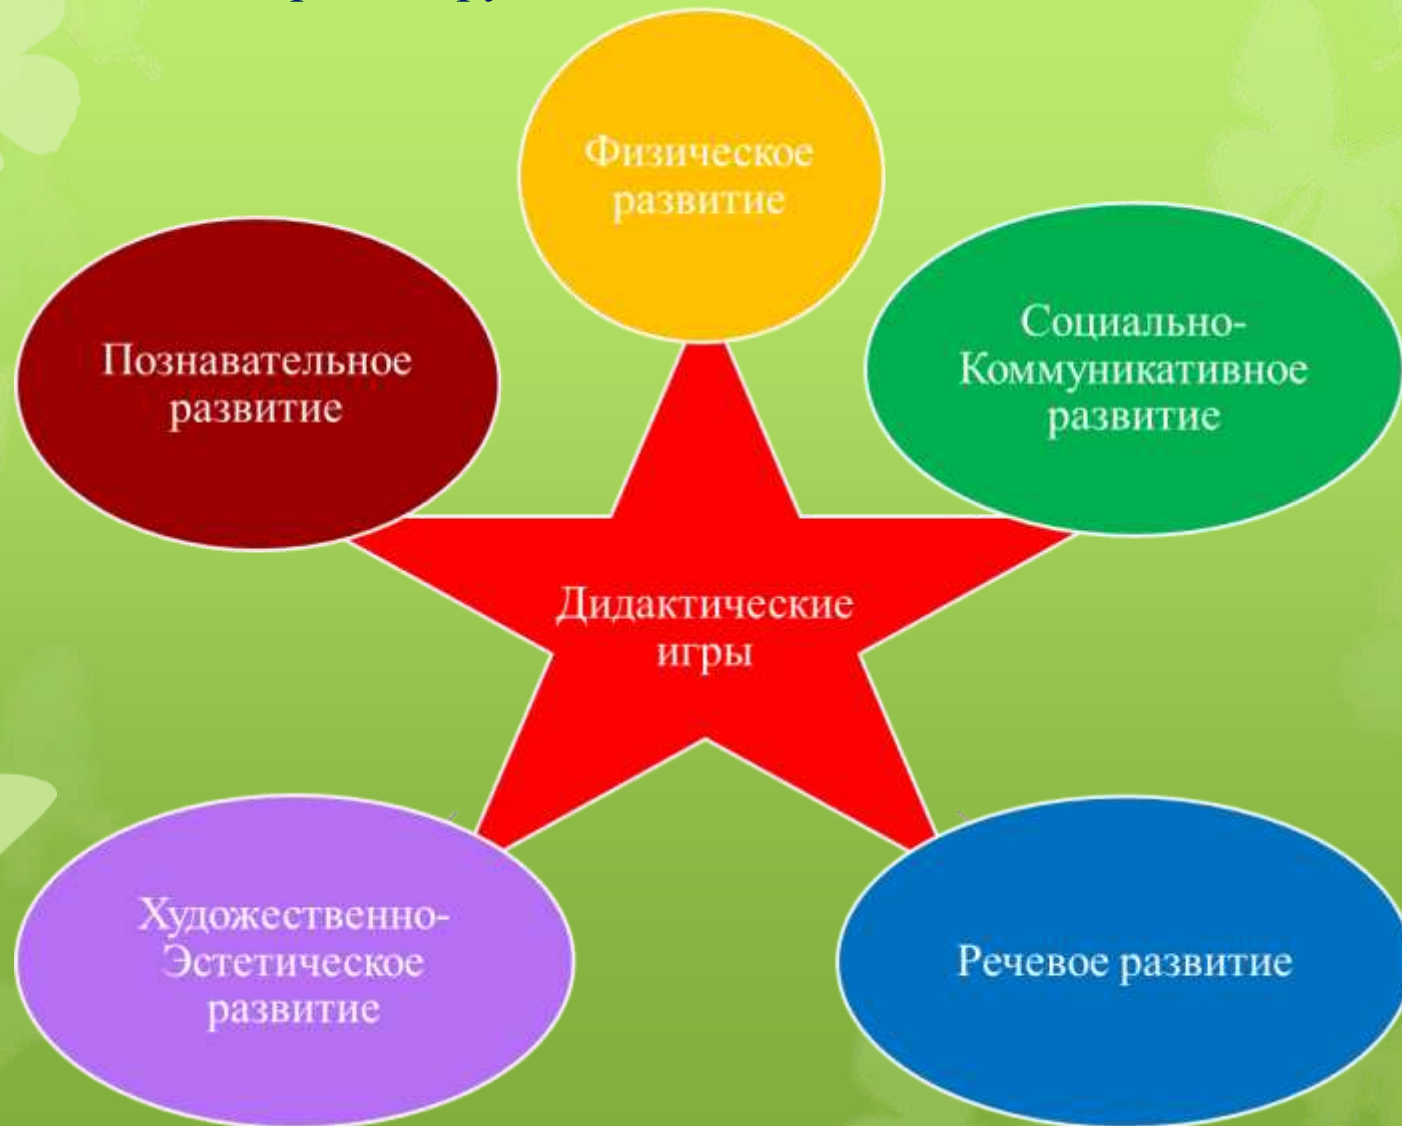 Физическое
развитие
Социально-
Коммуникативное
развитие
Познавательное
развитие
Дидактические
игры
Художественно-
Эстетическое
развитие
Речевое развитие